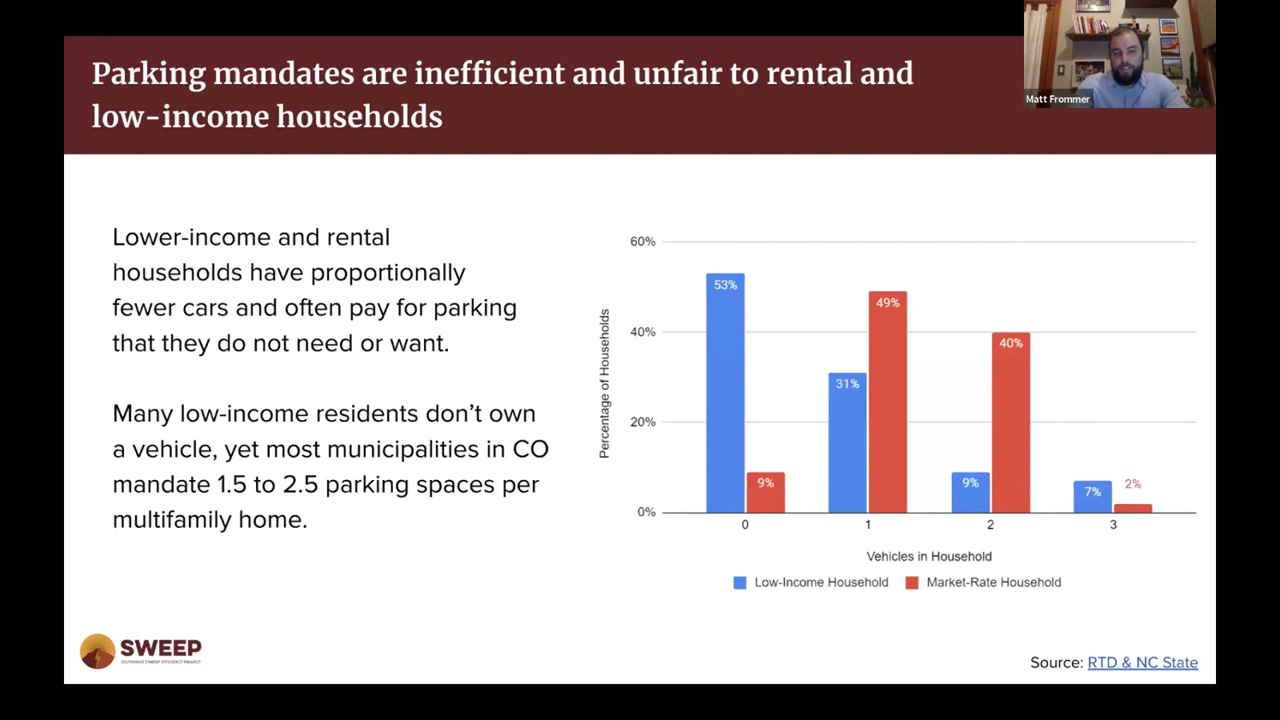 Parking mandates are inefficient and unfair to rental and
low-income households
Matt Frommer
Lower-income and rental
households have proportionally
fewer cars and often pay for parking
that they do not need or want.
Many low-income residents don't own
a vehicle, yet most municipalities in CO
mandate 1.5 to 2.5 parking spaces per
multifamily home.
Percentage of Households
60%
40%
20%
0%
53%
9%
31%
49%
9%
40%
7%
2%
0
1
2
3
Vehicles in Household
Low-Income Household
Market-Rate Household
SWEEP
SOUTHWEST ENERGY EFFICIENCY PROJECT
Source: RTD & NC State